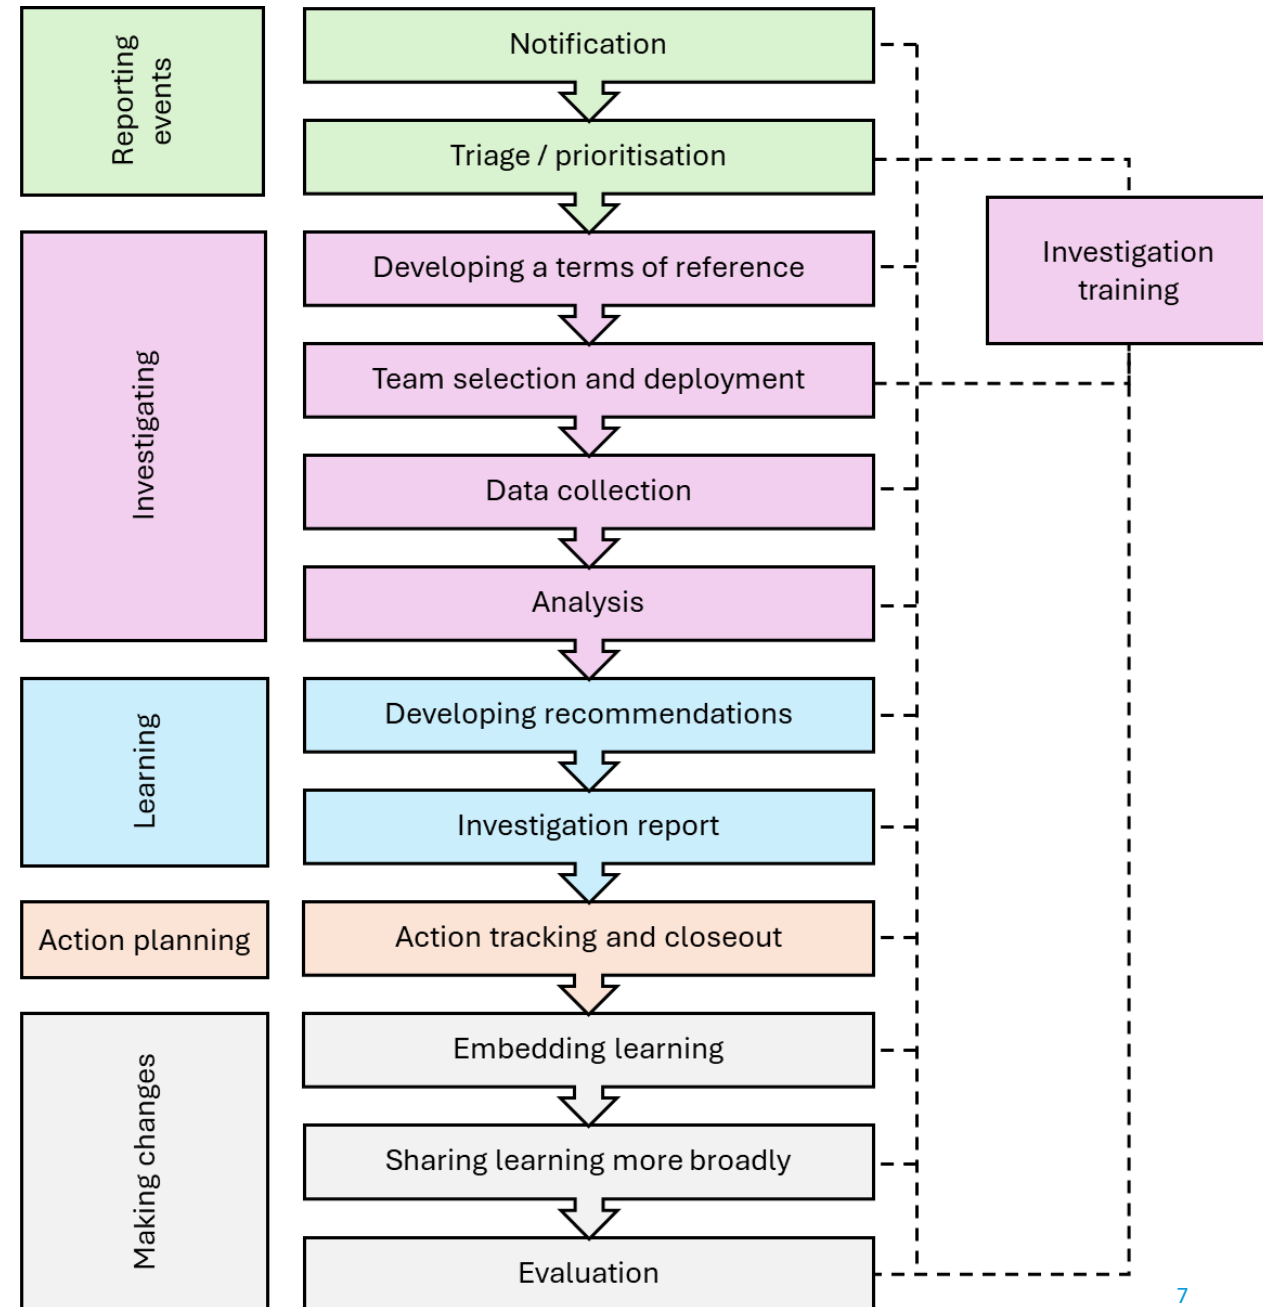 Reporting
events
Notification
Triage / prioritisation
Investigating
Developing a terms of reference
Team selection and deployment
Data collection
Analysis
Investigation
training
Learning
Developing recommendations
Investigation report
Action planning
Action tracking and closeout
Making changes
Embedding learning
Sharing learning more broadly
Evaluation
7